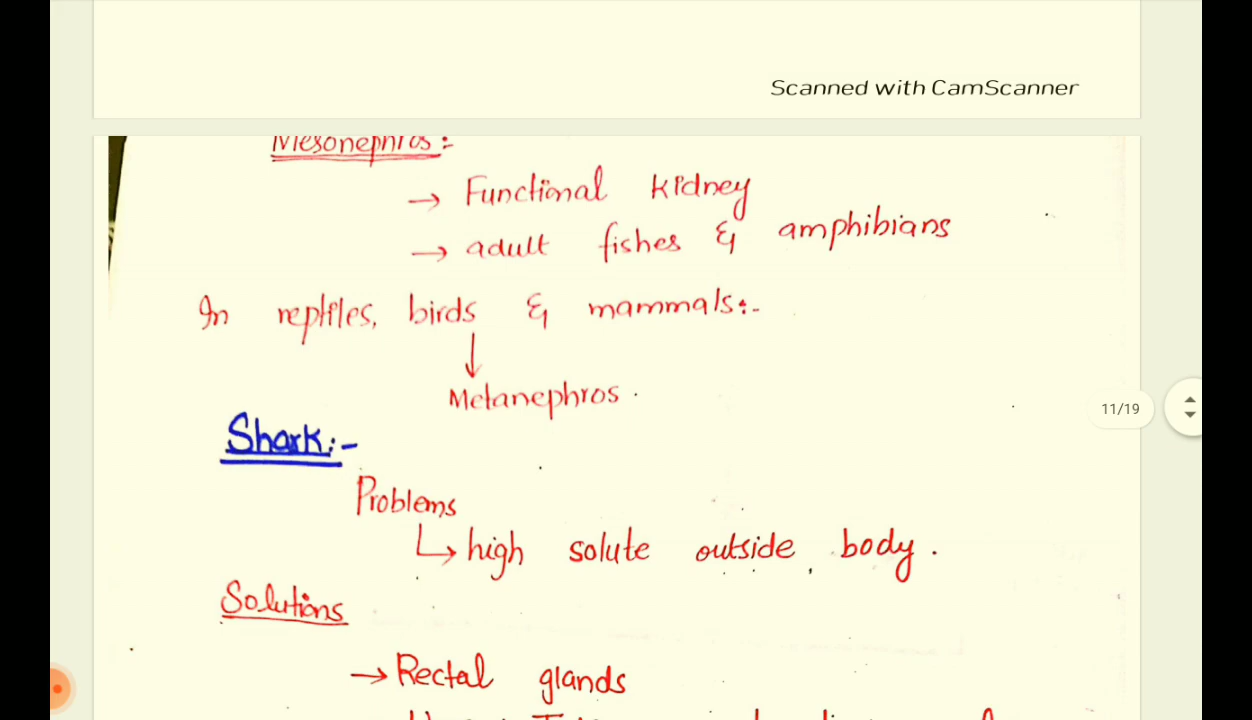 Scanned with CamScanner
Mesonephros:-
→ Functional kidney
→ adult fishes & amphibians
In reptiles, birds & mammals:-
↓
Metanephros.
11/19
Shark:-
Problems
↳ high solute outside body.
Solutions
→ Rectal glands